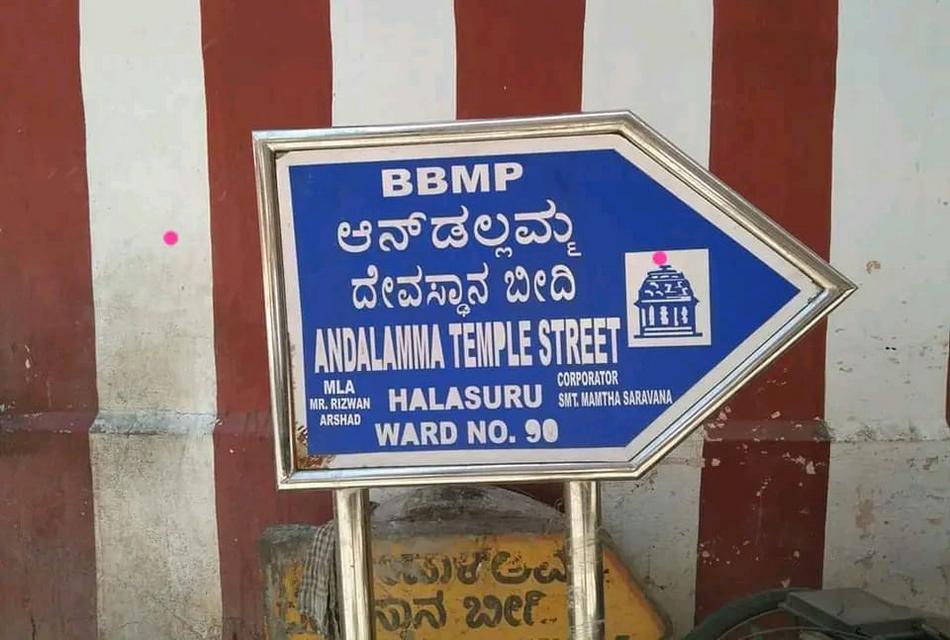 BBMP
ಆನ್‌ಡಲ್ಲಮ್ಮ
ದೇವಸ್ಥಾನ ಬೀದಿ
ANDALAMMA TEMPLE STREET
MLA
MR. RIZWAN
ARSHAD
HALASURU
WARD NO. 90
CORPORATOR
SMT. MAMTHA SARAVANA